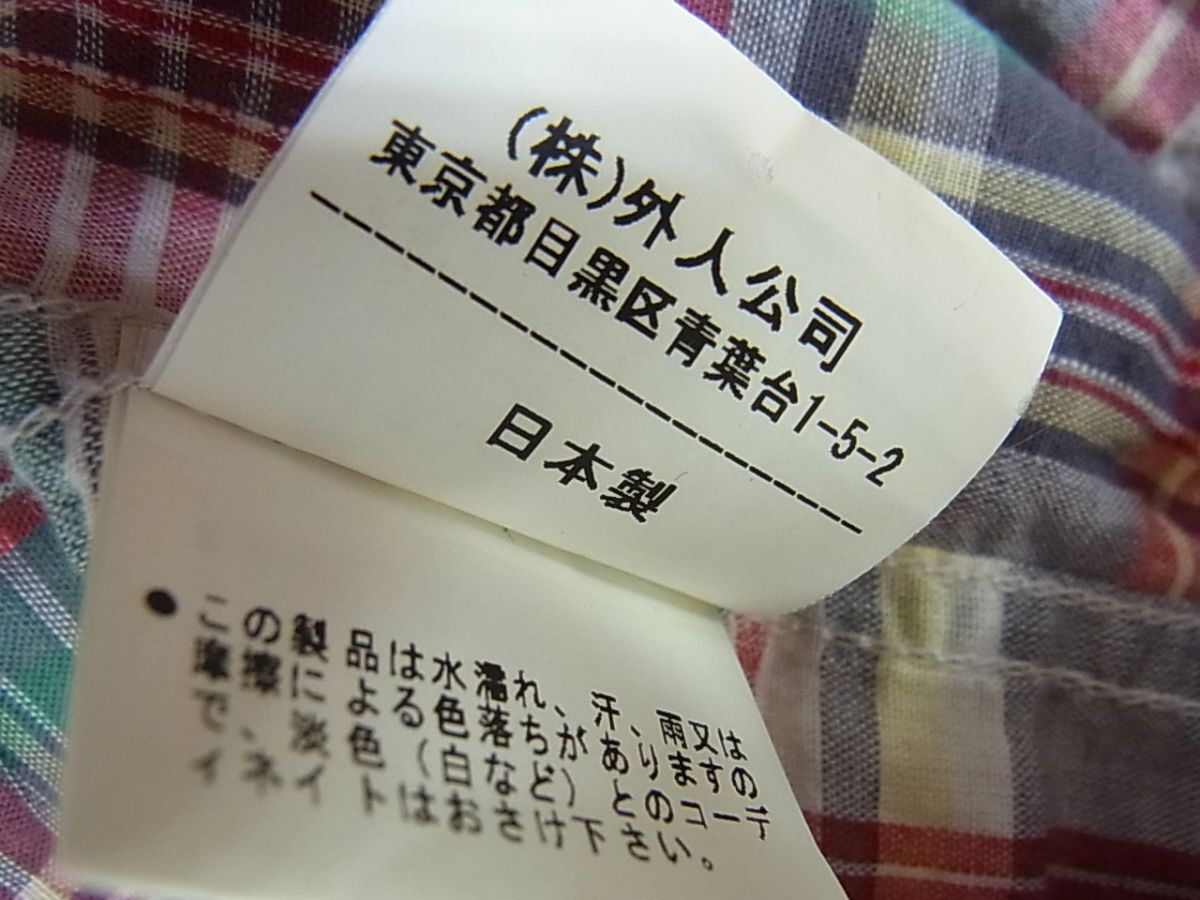 (株)外人公司
東京都目黒区青葉台1-5-2
日本製
● この製品は水濡れ、汗、雨又は
摩擦による色落ちがありますの
で、淡色(白など)とのコーデ
ィネイトはおさけ下さい。